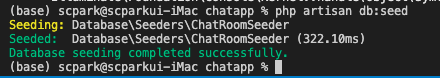 (base) scpark@scparkui-iMac chatapp % php artisan db:seed
Seeding: Database\Seeders\ChatRoomSeeder
Seeded:  Database\Seeders\ChatRoomSeeder (322.10ms)
Database seeding completed successfully.
(base) scpark@scparkui-iMac chatapp %